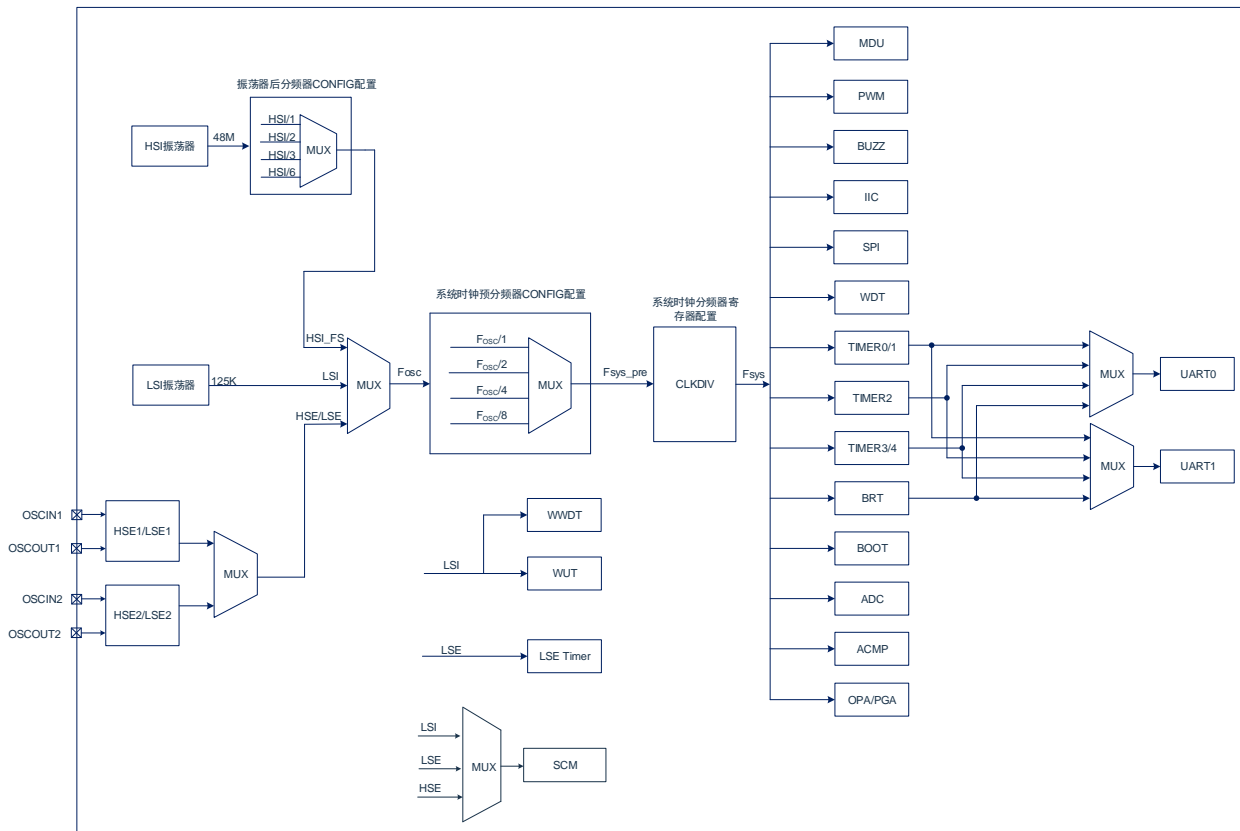 MDU
振荡器后分频器CONFIG配置
PWM
HSI振荡器
48M
HSI/1
HSI/2
HSI/3
HSI/6
MUX
BUZZ
IIC
SPI
WDT
系统时钟预分频器CONFIG配置
系统时钟分频器寄
存器配置
HSI_FS
LSI振荡器
125K
LSI
HSE/LSE
MUX
Fosc
FOSC/1
FOSC/2
FOSC/4
FOSC/8
MUX
Fsys_pre
CLKDIV
Fsys
TIMER0/1
TIMER2
TIMER3/4
BRT
MUX
UART0
MUX
UART1
OSCIN1
OSCOUT1
HSE1/LSE1
OSCIN2
OSCOUT2
HSE2/LSE2
MUX
LSI
WWDT
WUT
BOOT
ADC
LSE
LSE Timer
ACMP
OPA/PGA
LSI
LSE
HSE
MUX
SCM